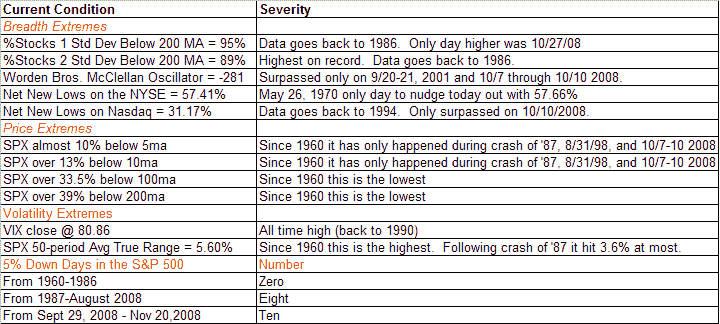 Current Condition Severity
Breadth Extremes
%Stocks 1 Std Dev Below 200 MA = 95% Data goes back to 1986. Only day higher was 10/27/08
%Stocks 2 Std Dev Below 200 MA = 89% Highest on record. Data goes back to 1986.
Worden Bros. McClellan Oscillator = -281 Surpassed only on 9/20-21, 2001 and 10/7 through 10/10 2008.
Net New Lows on the NYSE = 57.41% May 26, 1970 only day to nudge today out with 57.66%
Net New Lows on Nasdaq = 31.17% Data goes back to 1994. Only surpassed on 10/10/2008.
Price Extremes
SPX almost 10% below 5ma Since 1960 it has only happened during crash of '87, 8/31/98, and 10/7-10 2008
SPX over 13% below 10ma Since 1960 it has only happened during crash of '87, 8/31/98, and 10/7-10 2008
SPX over 33.5% below 100ma Since 1960 this is the lowest
SPX over 39% below 200ma Since 1960 this is the lowest
Volatility Extremes
VIX close @ 80.86 All time high (back to 1990)
SPX 50-period Avg True Range = 5.60% Since 1960 this is the highest. Following crash of '87 it hit 3.6% at most.
5% Down Days in the S&P 500 Number
From 1960-1986 Zero
From 1987-August 2008 Eight
From Sept 29, 2008 - Nov 20,2008 Ten